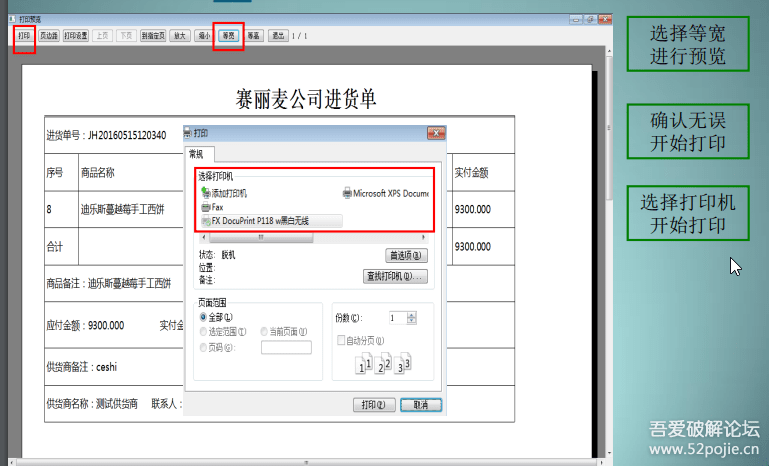 打印预览
打印 页边距 打印设置 上页 下页 到指定页 放大 缩小 等宽 等高 退出 1 / 1
赛丽麦公司进货单
进货单号：JH20160515120340
序号 商品名称 实付金额
8 迪乐斯蔓越莓手工西饼 9300.000
合计 9300.000
商品备注：迪乐斯蔓越莓手工西饼
应付金额：9300.000 实付金
供货商备注：ceshi
供货商名称：测试供货商 联系人：
打印
常规
选择打印机
添加打印机 Microsoft XPS Docume
Fax
FX DocuPrint P118 w黑白无线
状态: 脱机 首选项(R)
位置:
备注: 查找打印机(D)...
页面范围
全部(L)
选定范围(T) 当前页面(U)
页码(G):
份数(C): 1
自动分页(O)
1 1 2 2 3 3
打印(P) 取消
选择等宽
进行预览
确认无误
开始打印
选择打印机
开始打印
吾爱破解论坛
www.52pojie.cn